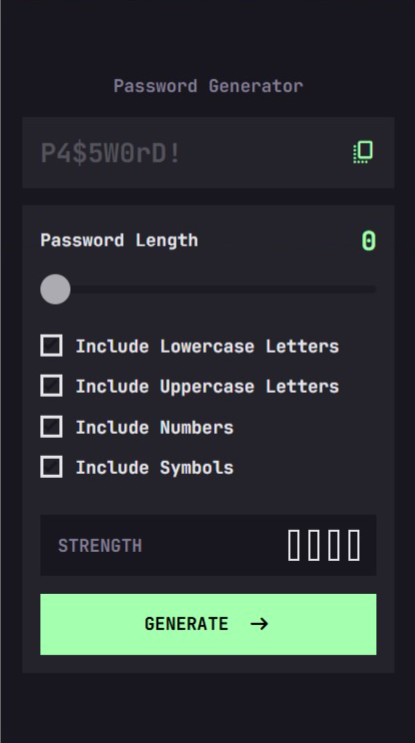 Password Generator
P4$5W0rD!
Password Length 0
Include Lowercase Letters
Include Uppercase Letters
Include Numbers
Include Symbols
STRENGTH
GENERATE →